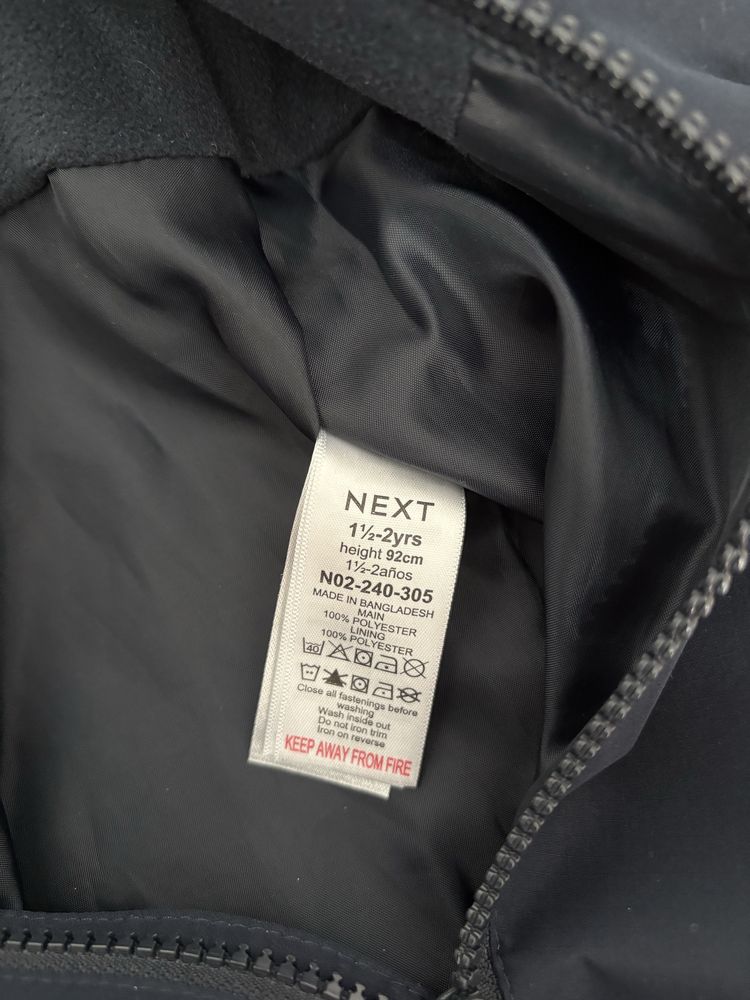 NEXT
1½-2yrs
height 92cm
1½-2años
N02-240-305
MADE IN BANGLADESH
MAIN
100% POLYESTER
LINING
100% POLYESTER
40
Close all fastenings before
washing
Wash inside out
Do not iron trim
Iron on reverse
KEEP AWAY FROM FIRE